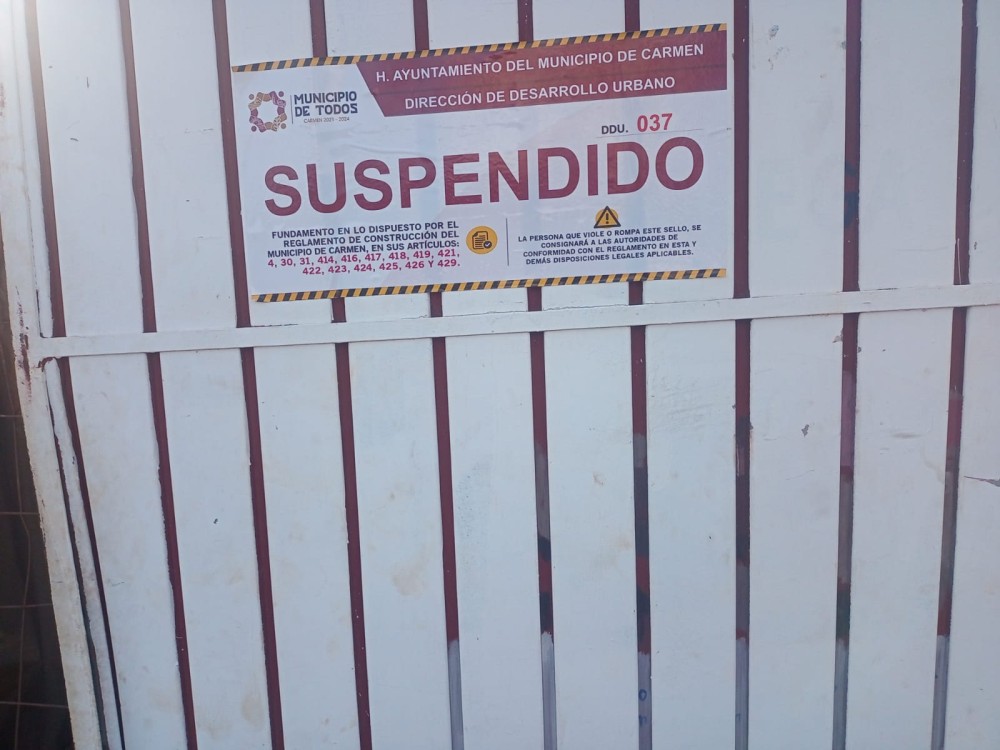 H. AYUNTAMIENTO DEL MUNICIPIO DE CARMEN
DIRECCIÓN DE DESARROLLO URBANO
MUNICIPIO
DE TODOS
CARMEN 2021 - 2024
DDU. 037
SUSPENDIDO
FUNDAMENTO EN LO DISPUESTO POR EL
REGLAMENTO DE CONSTRUCCIÓN DEL
MUNICIPIO DE CARMEN, EN SUS ARTÍCULOS:
4, 30, 31, 414, 416, 417, 418, 419, 421,
422, 423, 424, 425, 426 Y 429.
LA PERSONA QUE VIOLE O ROMPA ESTE SELLO, SE
CONSIGNARÁ A LAS AUTORIDADES DE
CONFORMIDAD CON EL REGLAMENTO EN ESTA Y
DEMÁS DISPOSICIONES LEGALES APLICABLES.